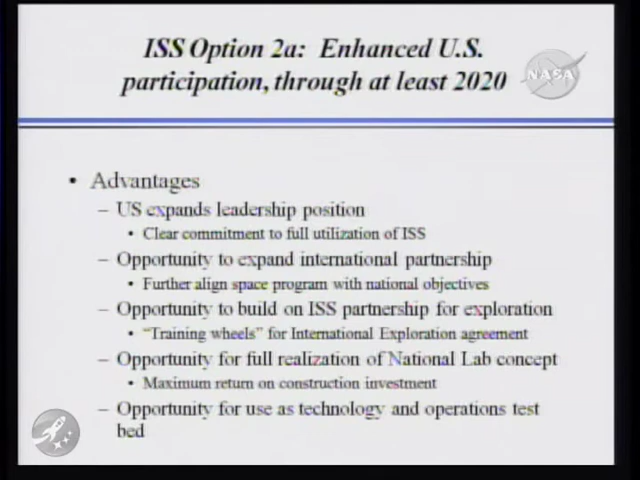 ISS Option 2a: Enhanced U.S.
participation, through at least 2020
NASA
• Advantages
– US expands leadership position
• Clear commitment to full utilization of ISS
– Opportunity to expand international partnership
• Further align space program with national objectives
– Opportunity to build on ISS partnership for exploration
• “Training wheels” for International Exploration agreement
– Opportunity for full realization of National Lab concept
• Maximum return on construction investment
– Opportunity for use as technology and operations test
bed